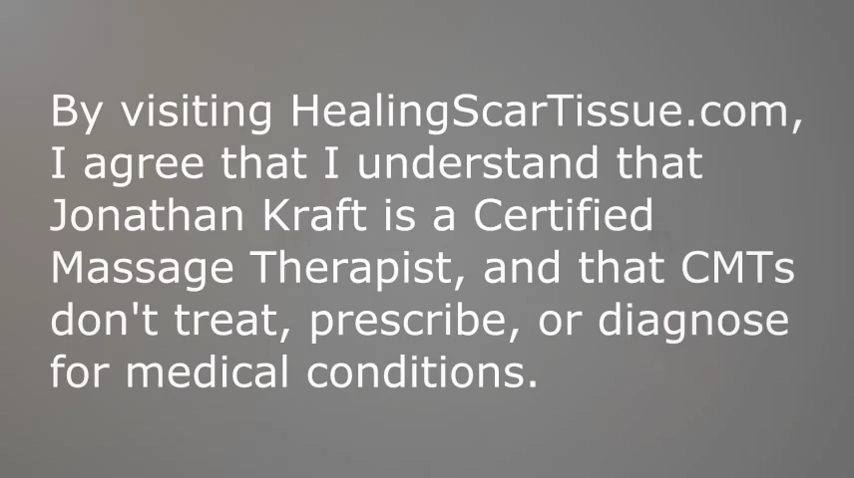 By visiting HealingScarTissue.com,
I agree that I understand that
Jonathan Kraft is a Certified
Massage Therapist, and that CMTs
don't treat, prescribe, or diagnose
for medical conditions.